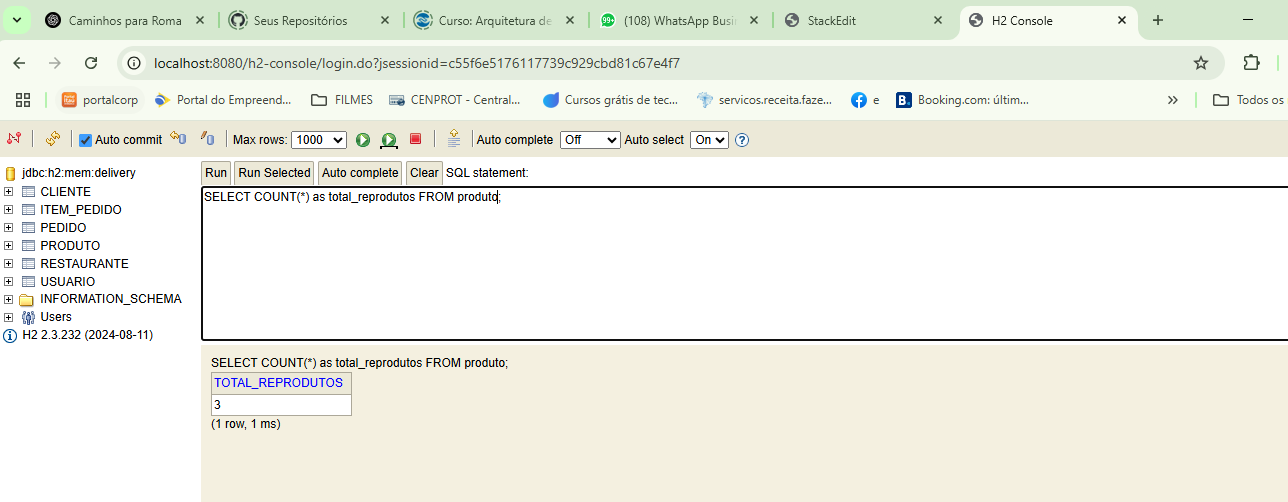 Caminhos para Roma
Seus Repositórios
Curso: Arquitetura de
(108) WhatsApp Busi
StackEdit
H2 Console
localhost:8080/h2-console/login.do?jsessionid=c55f6e5176117739c929cbd81c67e4f7
portalcorp
Portal do Empreend...
FILMES
CENPROT - Central...
Cursos grátis de tec...
servicos.receita.faze...
e
Booking.com: últim...
Todos os
Auto commit
Max rows: 1000
Auto complete Off
Auto select On
jdbc:h2:mem:delivery
CLIENTE
ITEM_PEDIDO
PEDIDO
PRODUTO
RESTAURANTE
USUARIO
INFORMATION_SCHEMA
Users
H2 2.3.232 (2024-08-11)
Run Run Selected Auto complete Clear SQL statement:
SELECT COUNT(*) as total_reprodutos FROM produto;
SELECT COUNT(*) as total_reprodutos FROM produto;
TOTAL_REPRODUTOS
3
(1 row, 1 ms)